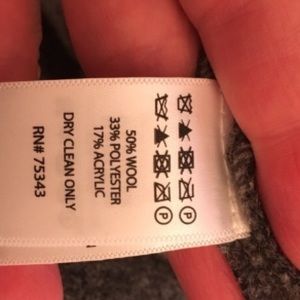 50% WOOL
33% POLYESTER
17% ACRYLIC
DRY CLEAN ONLY
RN# 75343
P
P